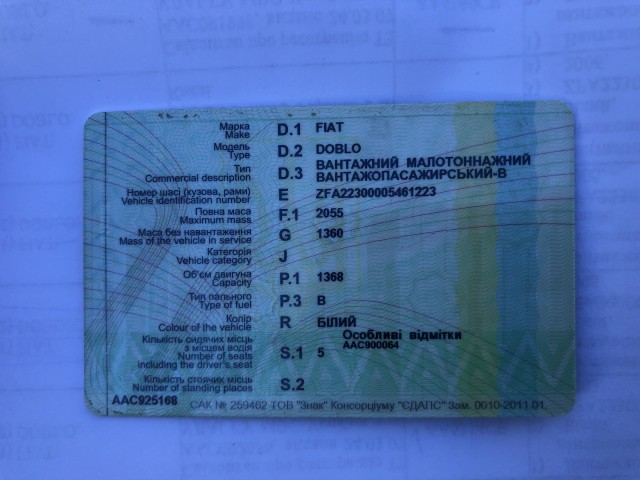 Марка D.1 FIAT
Make
Модель D.2 DOBLO
Type
Тип D.3 ВАНТАЖНИЙ МАЛОТОННАЖНИЙ
Commercial description ВАНТАЖОПАСАЖИРСЬКИЙ-В
Номер шасі (кузова, рами) E ZFA22300005461223
Vehicle identification number
Повна маса F.1 2055
Maximum mass
Маса без навантаження G 1360
Mass of the vehicle in service
Категорія J
Vehicle category
Об'єм двигуна P.1 1368
Capacity
Тип пального P.3 B
Type of fuel
Колір R БІЛИЙ
Colour of the vehicle
Кількість сидячих місць Особливі відмітки
з місцем водія S.1 5 AAC900064
Number of seats
including the driver's seat
Кількість стоячих місць S.2
Number of standing places
AAC925168
САК № 259462 ТОВ "Знак" Консорціуму "ЄДАПС" Зам. 0010-2011 01